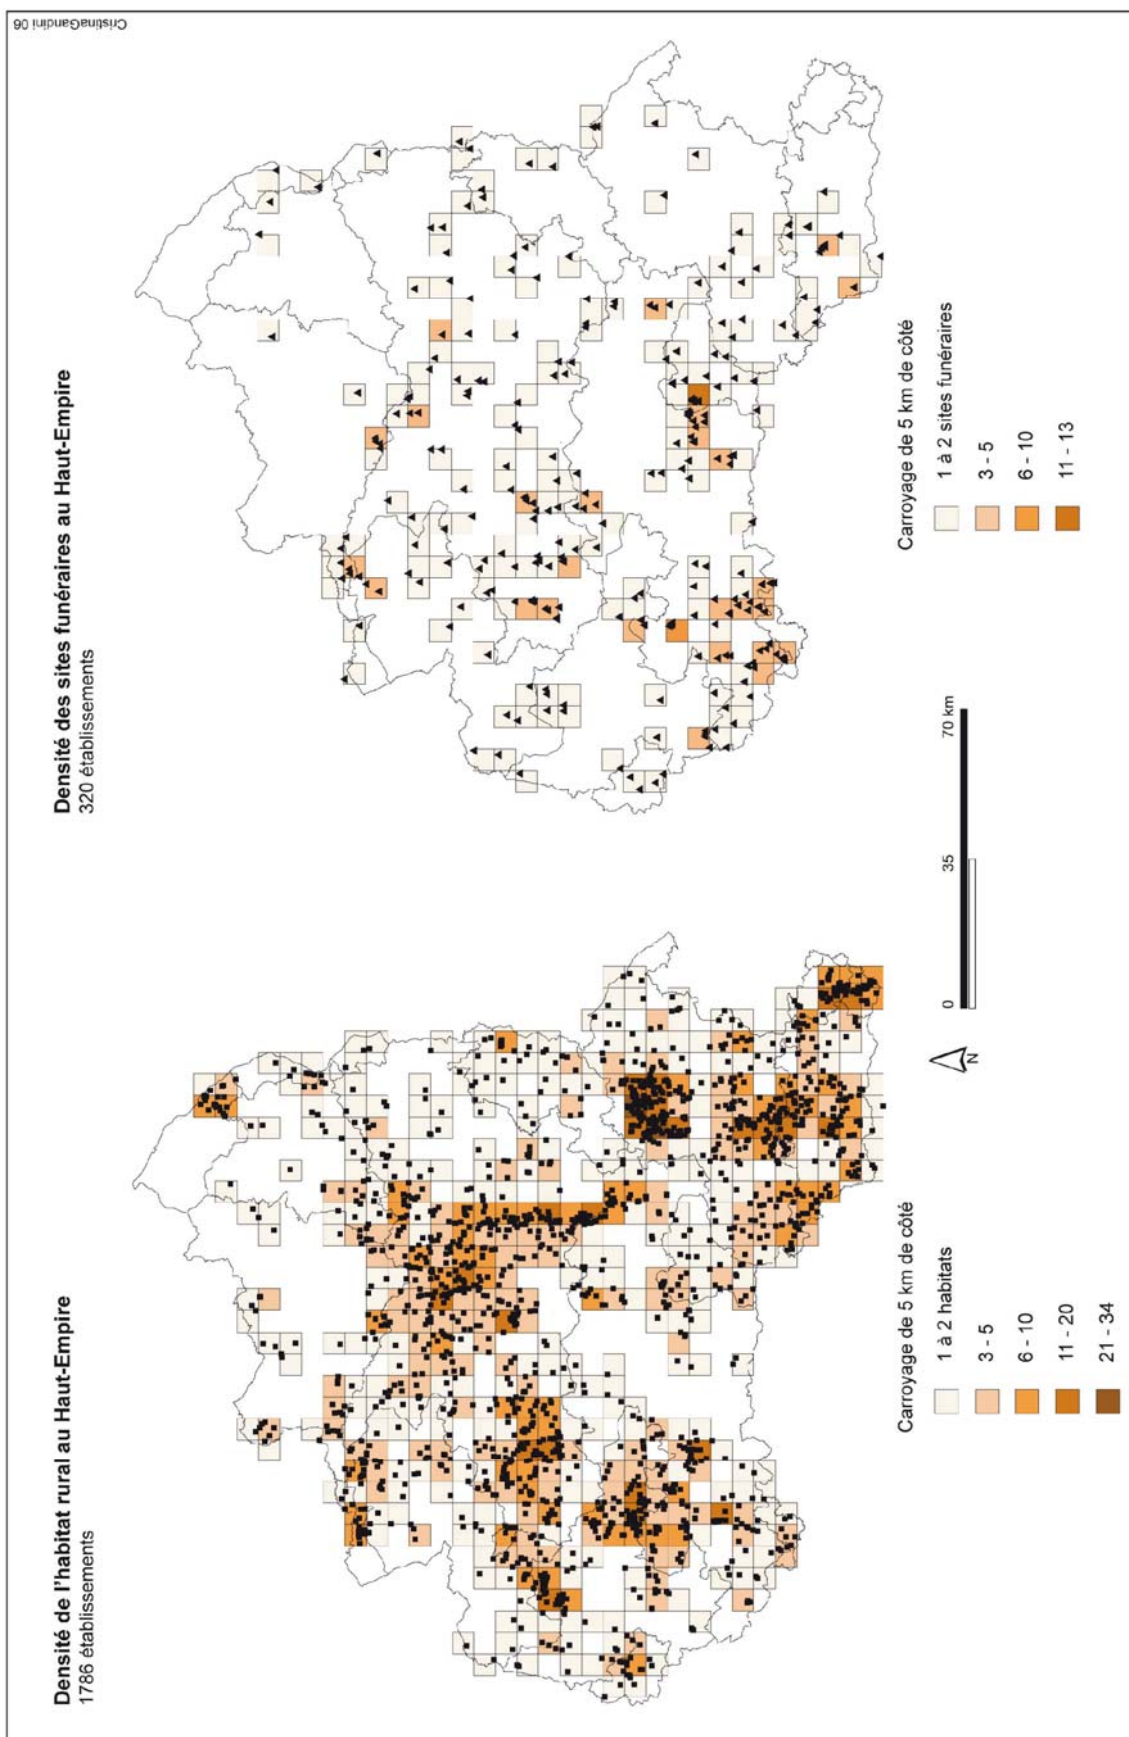 CristinaGandini 06
Densité de l'habitat rural au Haut-Empire
1786 établissements
Densité des sites funéraires au Haut-Empire
320 établissements
Carroyage de 5 km de côté
1 à 2 habitats
3 - 5
6 - 10
11 - 20
21 - 34
N
0 35 70 km
Carroyage de 5 km de côté
1 à 2 sites funéraires
3 - 5
6 - 10
11 - 13